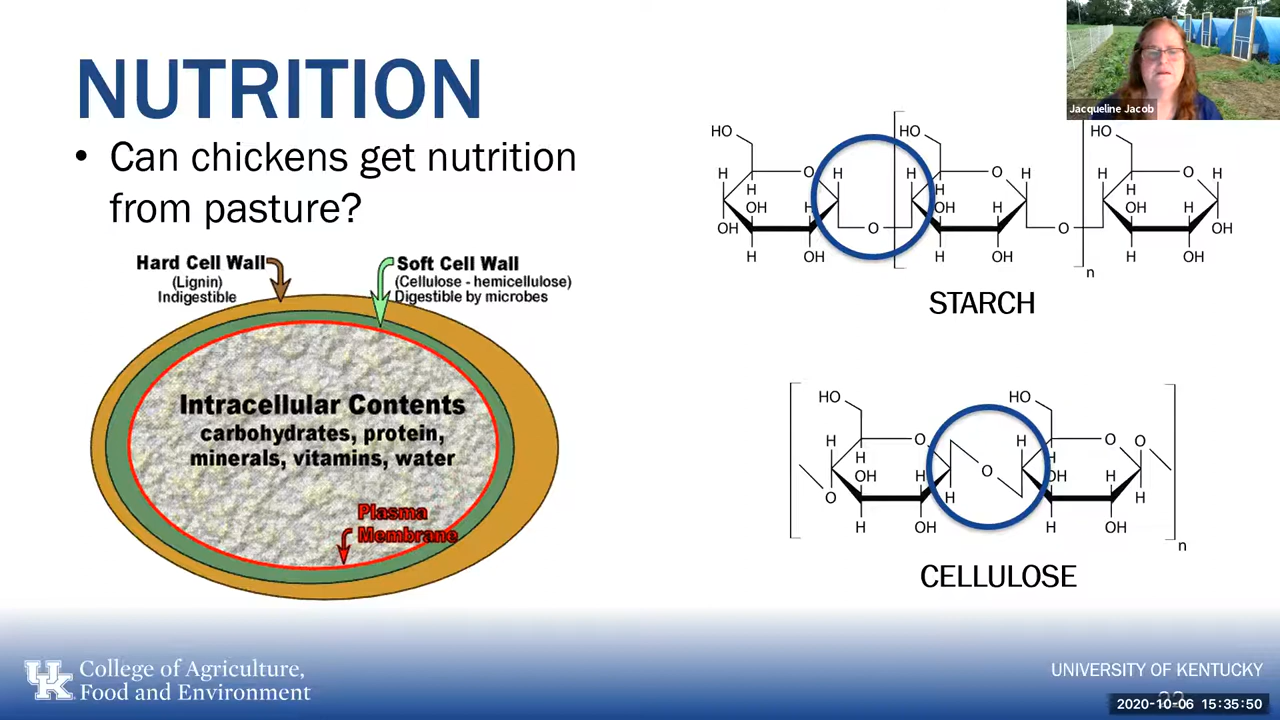 NUTRITION
• Can chickens get nutrition
from pasture?
Hard Cell Wall
(Lignin)
Indigestible
Soft Cell Wall
(Cellulose - hemicellulose)
Digestible by microbes
Intracellular Contents
carbohydrates, protein,
minerals, vitamins, water
Plasma
Membrane
Jacqueline Jacob
HO HO HO
H O H H O H H O H
H H H
OH H OH H OH H
OH O O OH
H OH H OH H OH
n
STARCH
HO HO
H O H O O
H H
OH H O OH H
O H H
H OH H OH
n
CELLULOSE
UK College of Agriculture,
Food and Environment
UNIVERSITY OF KENTUCKY
2020-10-06 15:35:50